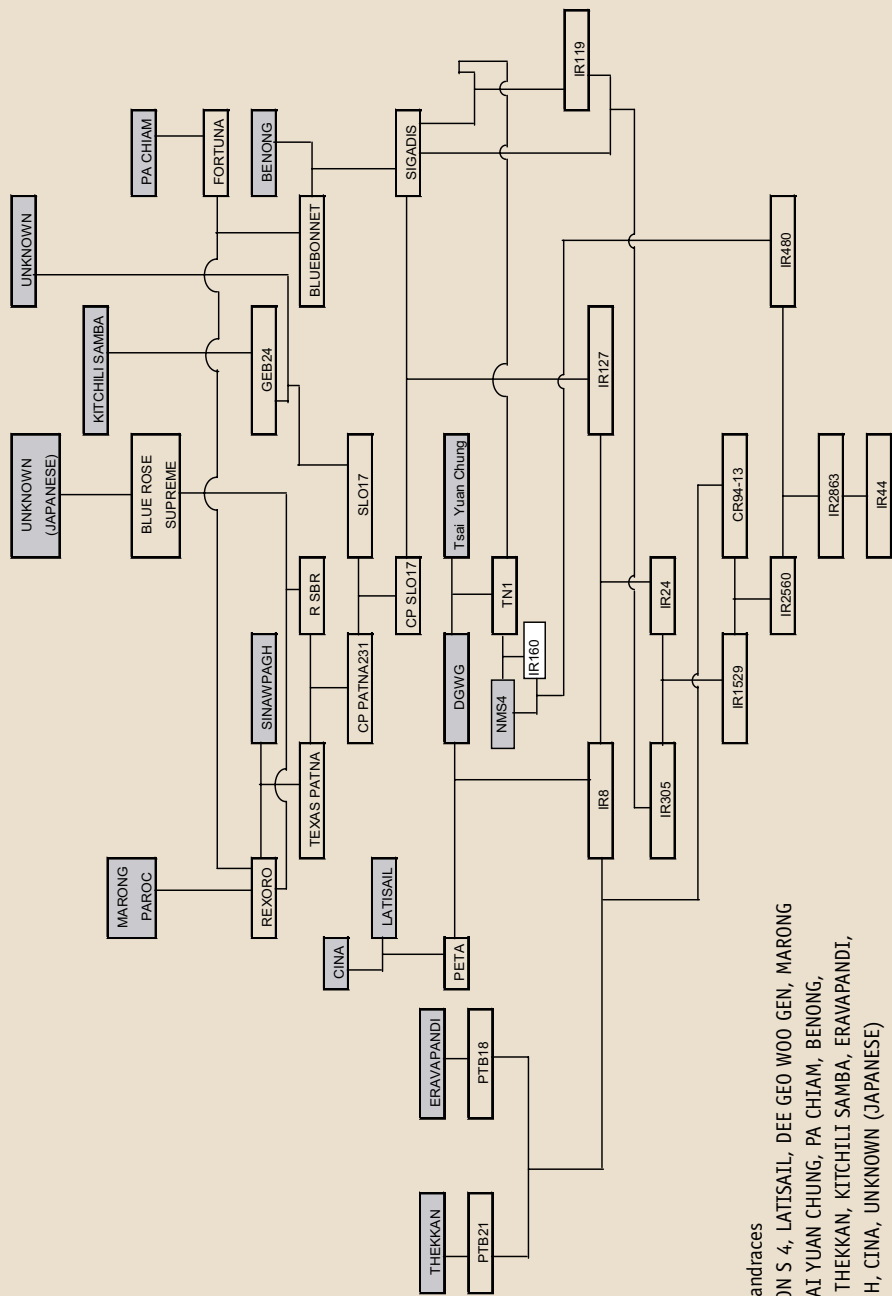 UNKNOWN
(JAPANESE)
UNKNOWN
KITCHILI SAMBA
MARONG
PAROC
BLUE ROSE
SUPREME
PA CHIAM
FORTUNA
REXORO
SINAWPAGH
GEB24
BENONG
TEXAS PATNA
R SBR
BLUEBONNET
CINA
CP PATNA231
SLO17
LATISAIL
CP SLO17
SIGADIS
THEKKAN
ERAVAPANDI
DGWG
Tsai Yuan Chung
PTB21
PTB18
PETA
NMS4
TN1
IR160
IR119
IR8
IR127
IR305
IR24
IR1529
CR94-13
IR2560
IR480
IR2863
IR44
andraces
ON S 4, LATISAIL, DEE GEO WOO GEN, MARONG
AI YUAN CHUNG, PA CHIAM, BENONG,
THEKKAN, KITCHILI SAMBA, ERAVAPANDI,
H, CINA, UNKNOWN (JAPANESE)